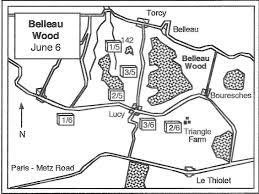 Belleau
Wood
June 6
Torcy
Belleau
142
1/5
3/5
2/5
Belleau
Wood
Bouresches
Lucy
1/6
3/6
2/6
Triangle
Farm
N
Paris - Metz Road
Le Thiolet